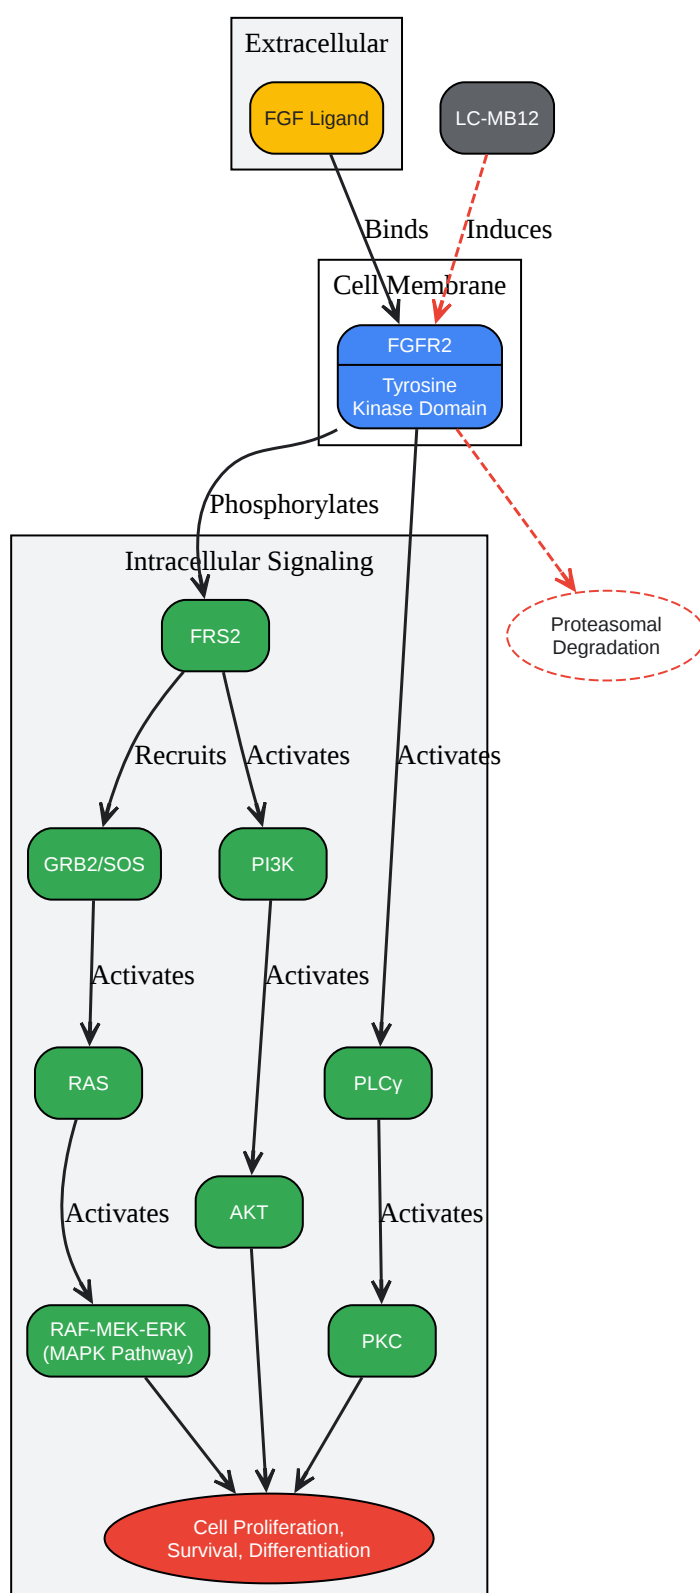 Extracellular
FGF Ligand
LC-MB12
Binds
Induces
Cell Membrane
FGFR2
Tyrosine
Kinase Domain
Phosphorylates
Intracellular Signaling
FRS2
Proteasomal
Degradation
Recruits
Activates
Activates
GRB2/SOS
PI3K
Activates
Activates
RAS
PLCγ
Activates
AKT
Activates
RAF-MEK-ERK
(MAPK Pathway)
PKC
Cell Proliferation,
Survival, Differentiation